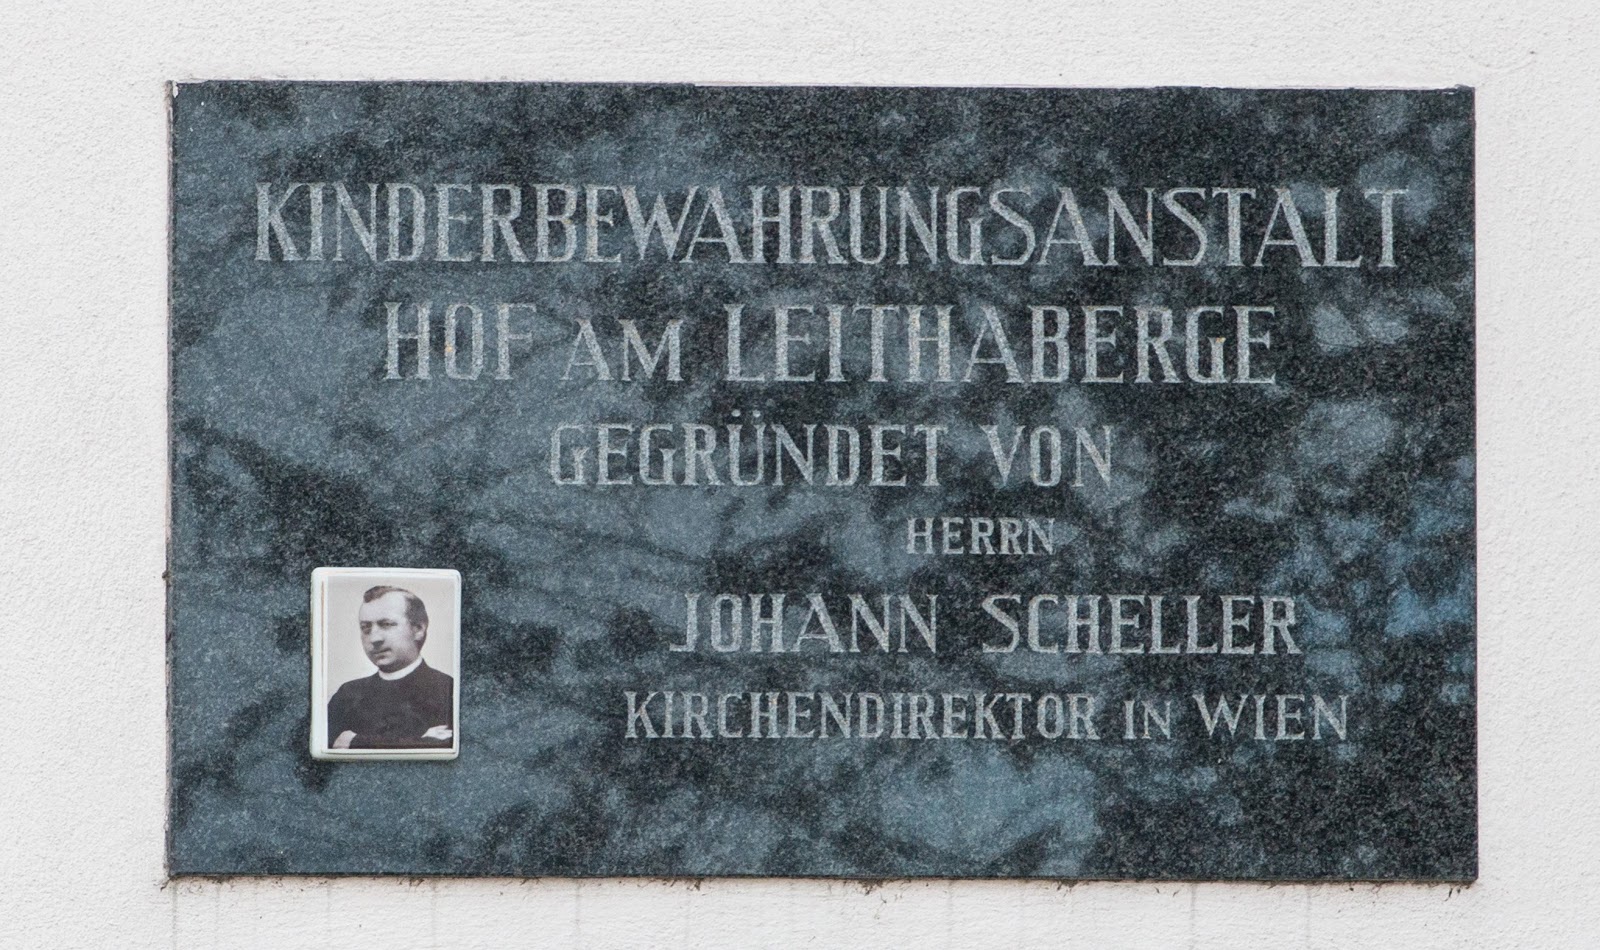 KINDERBEWAHRUNGSANSTALT
HOF AM LEITHABERGE
GEGRÜNDET VON
HERRN
JOHANN SCHELLER
KIRCHENDIREKTOR IN WIEN